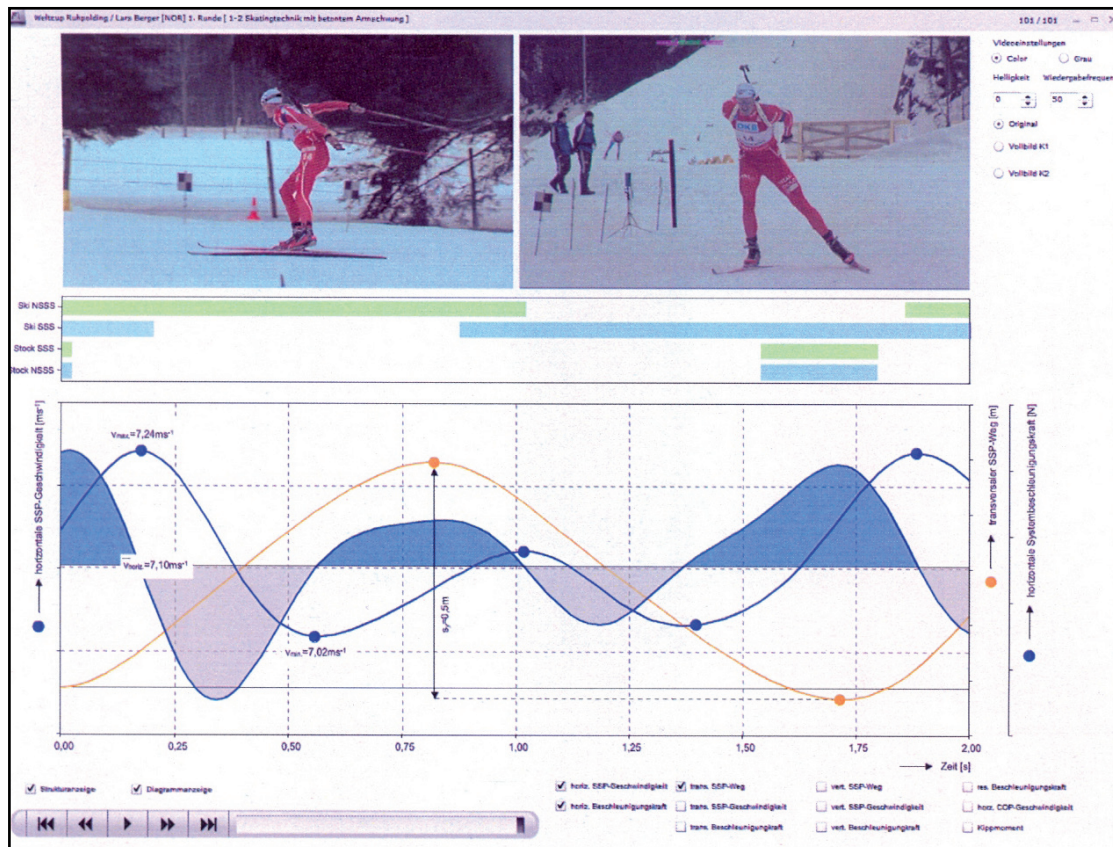 Weltcup Ruhpolding / Lars Berger [NOR] 1. Runde [ 1-2 Skatingtechnik mit betontem Armschwung ]
101 / 101
Videoeinstellungen
Color
Grau
Helligkeit
Wiedergabefrequen
0
50
Original
Vollbild K1
Vollbild K2
DKB
14
Ski NSSS
Ski SSS
Stock SSS
Stock NSSS
horizontale SSP-Geschwindigkeit [ms⁻¹]
vmax.=7,24ms⁻¹
vhoriz.=7,10ms⁻¹
vmin.=7,02ms⁻¹
sy=0,5m
transversaler SSP-Weg [m]
horizontale Systembeschleunigungskraft [N]
0,00
0,25
0,50
0,75
1,00
1,25
1,50
1,75
2,00
Zeit [s]
Strukturanzeige
Diagrammanzeige
horiz. SSP-Geschwindigkeit
trans. SSP-Weg
vert. SSP-Weg
res. Beschleunigungskraft
horiz. Beschleunigungskraft
trans. SSP-Geschwindigkeit
vert. SSP-Geschwindigkeit
horz. COP-Geschwindigkeit
trans. Beschleunigungkraft
vert. Beschleunigungkraft
Kippmoment